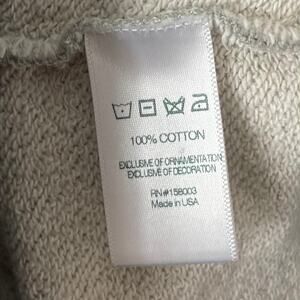 100% COTTON
EXCLUSIVE OF ORNAMENTATION
EXCLUSIVE OF DECORATION
RN#158003
Made in USA